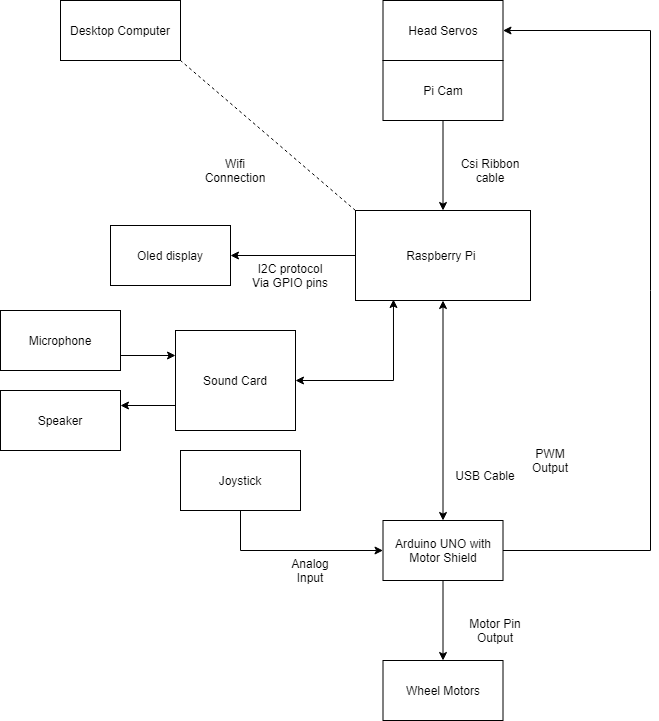 Desktop Computer
Head Servos
Pi Cam
Wifi
Connection
Csi Ribbon
cable
Oled display
Raspberry Pi
I2C protocol
Via GPIO pins
Microphone
Sound Card
Speaker
Joystick
USB Cable
PWM
Output
Arduino UNO with
Motor Shield
Analog
Input
Motor Pin
Output
Wheel Motors